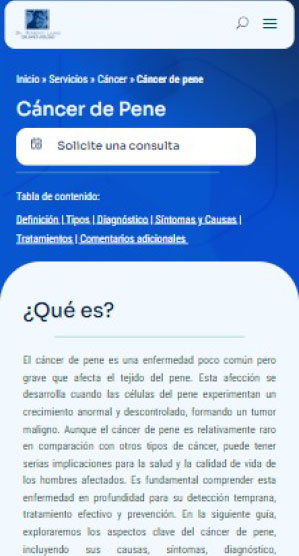 Inicio » Servicios » Cáncer » Cáncer de pene
Cáncer de Pene
Solicite una consulta
Tabla de contenido:
Definición | Tipos | Diagnóstico | Síntomas y Causas |
Tratamientos | Comentarios adicionales
¿Qué es?
El cáncer de pene es una enfermedad poco común pero
grave que afecta el tejido del pene. Esta afección se
desarrolla cuando las células del pene experimentan un
crecimiento anormal y descontrolado, formando un tumor
maligno. Aunque el cáncer de pene es relativamente raro
en comparación con otros tipos de cáncer, puede tener
serias implicaciones para la salud y la calidad de vida de
los hombres afectados. Es fundamental comprender esta
enfermedad en profundidad para su detección temprana,
tratamiento efectivo y prevención. En la siguiente guía,
exploraremos los aspectos clave del cáncer de pene,
incluyendo sus causas, síntomas, diagnóstico,